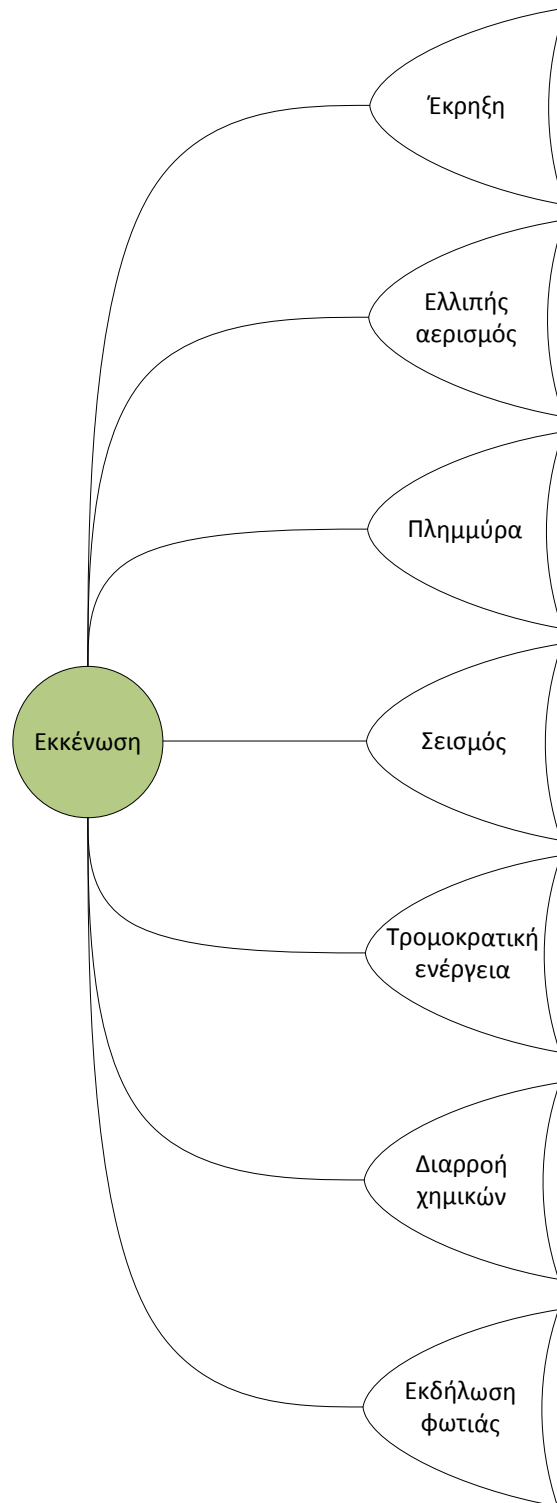 Έκρηξη
Ελλιπής
αερισμός
Πλημμύρα
Εκκένωση
Σεισμός
Τρομοκρατική
ενέργεια
Διαρροή
χημικών
Εκδήλωση
φωτιάς